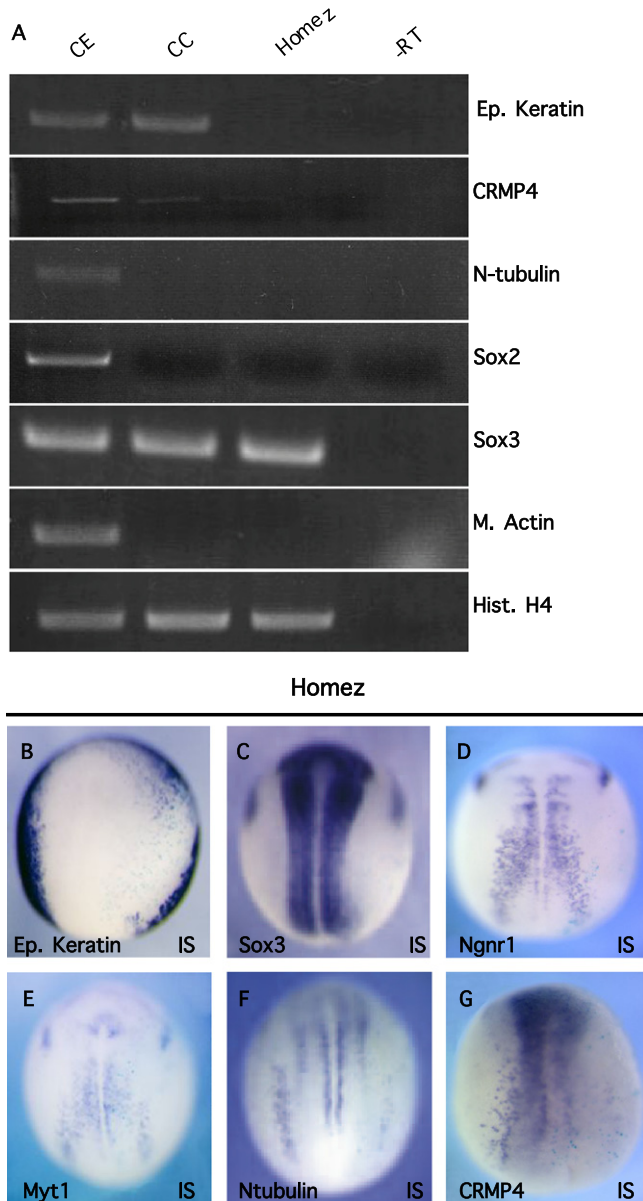 A CE CC Homez -RT
Ep. Keratin
CRMP4
N-tubulin
Sox2
Sox3
M. Actin
Hist. H4
Homez
B C D
Ep. Keratin IS Sox3 IS Ngnr1 IS
E F G
Myt1 IS Ntubulin IS CRMP4 IS